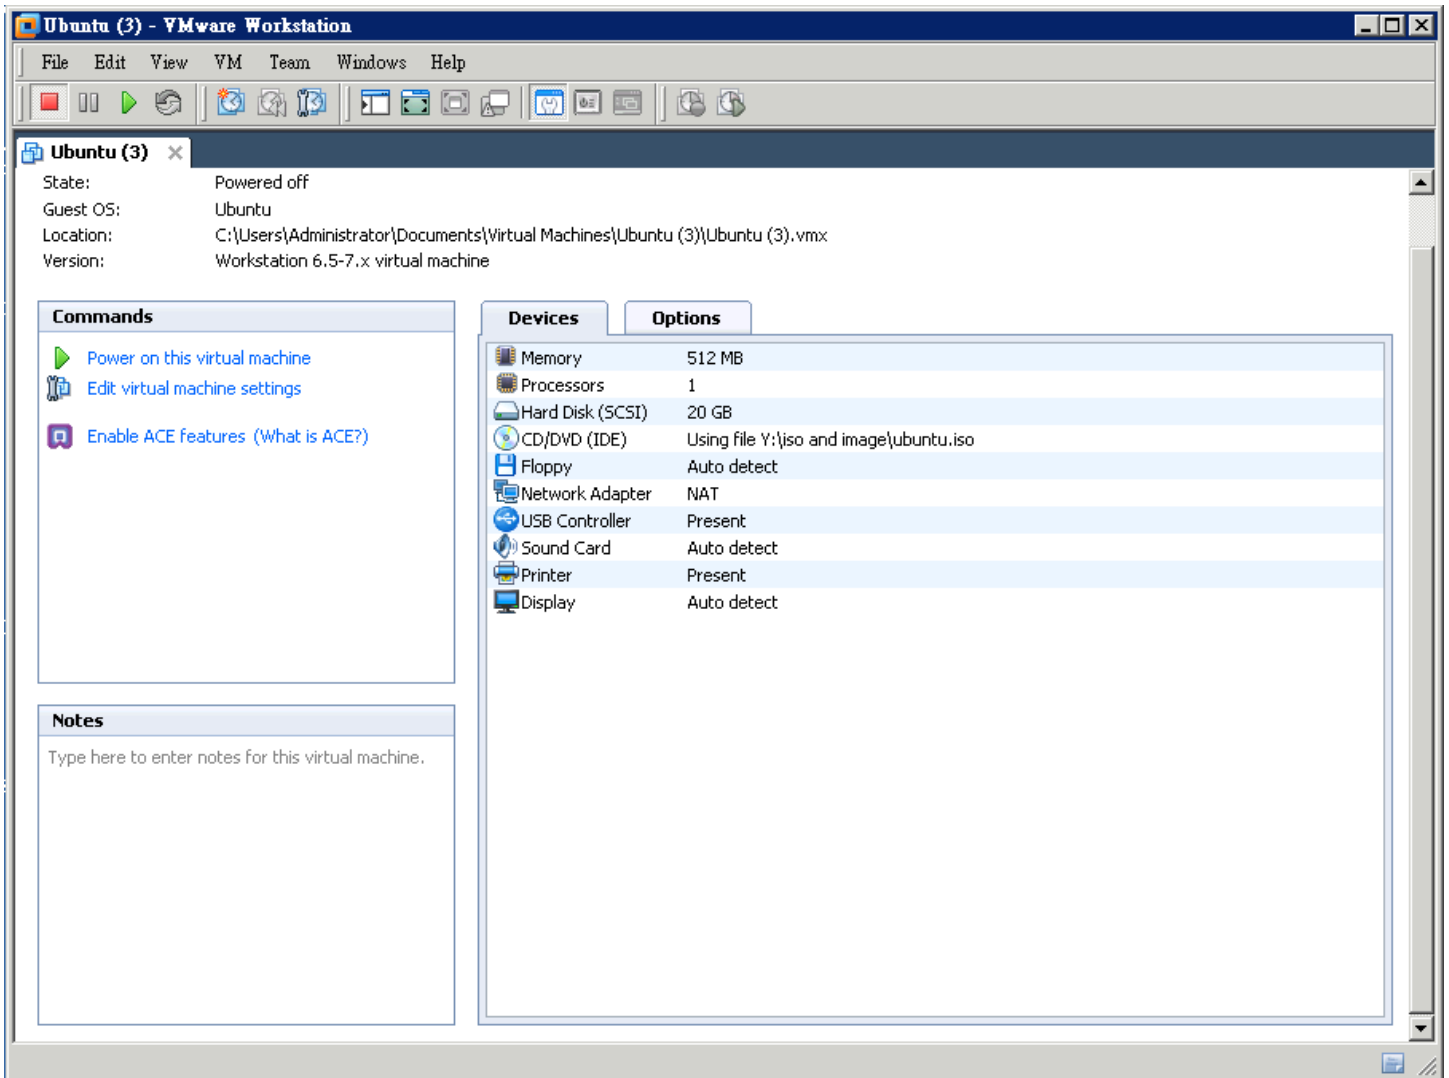 Ubuntu (3) - VMware Workstation
File Edit View VM Team Windows Help
Ubuntu (3)
State: Powered off
Guest OS: Ubuntu
Location: C:\Users\Administrator\Documents\Virtual Machines\Ubuntu (3)\Ubuntu (3).vmx
Version: Workstation 6.5-7.x virtual machine
Commands
Power on this virtual machine
Edit virtual machine settings
Enable ACE features (What is ACE?)
Notes
Type here to enter notes for this virtual machine.
Devices Options
Memory 512 MB
Processors 1
Hard Disk (SCSI) 20 GB
CD/DVD (IDE) Using file Y:\iso and image\ubuntu.iso
Floppy Auto detect
Network Adapter NAT
USB Controller Present
Sound Card Auto detect
Printer Present
Display Auto detect